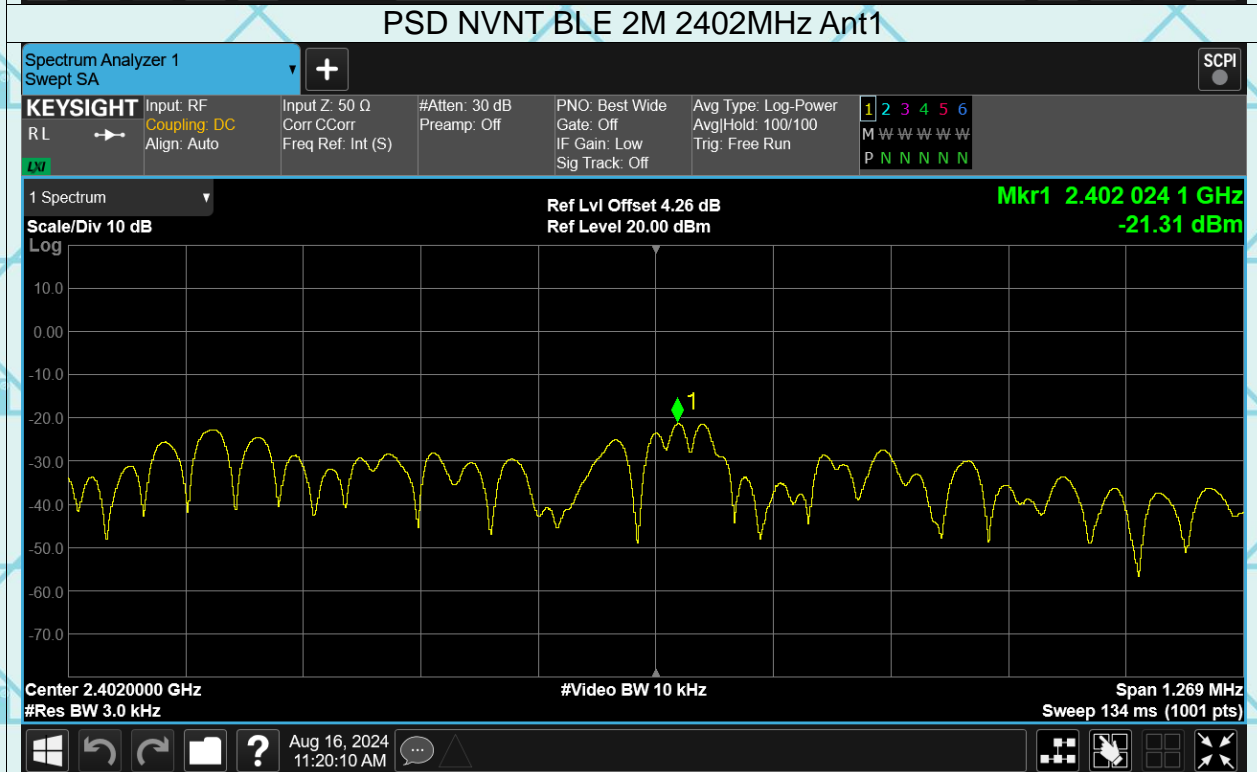 PSD NVNT BLE 2M 2402MHz Ant1
Spectrum Analyzer 1
Swept SA
+
SCPI
KEYSIGHT
RL
LXI
Input: RF
Coupling: DC
Align: Auto
Input Z: 50 Ω
Corr CCorr
Freq Ref: Int (S)
#Atten: 30 dB
Preamp: Off
PNO: Best Wide
Gate: Off
IF Gain: Low
Sig Track: Off
Avg Type: Log-Power
Avg|Hold: 100/100
Trig: Free Run
1 2 3 4 5 6
M W W W W W
P N N N N N
1 Spectrum
Scale/Div 10 dB
Ref Lvl Offset 4.26 dB
Ref Level 20.00 dBm
Mkr1 2.402 024 1 GHz
-21.31 dBm
Log
10.0
0.00
-10.0
-20.0
-30.0
-40.0
-50.0
-60.0
-70.0
1
Center 2.4020000 GHz
#Res BW 3.0 kHz
#Video BW 10 kHz
Span 1.269 MHz
Sweep 134 ms (1001 pts)
?
Aug 16, 2024
11:20:10 AM